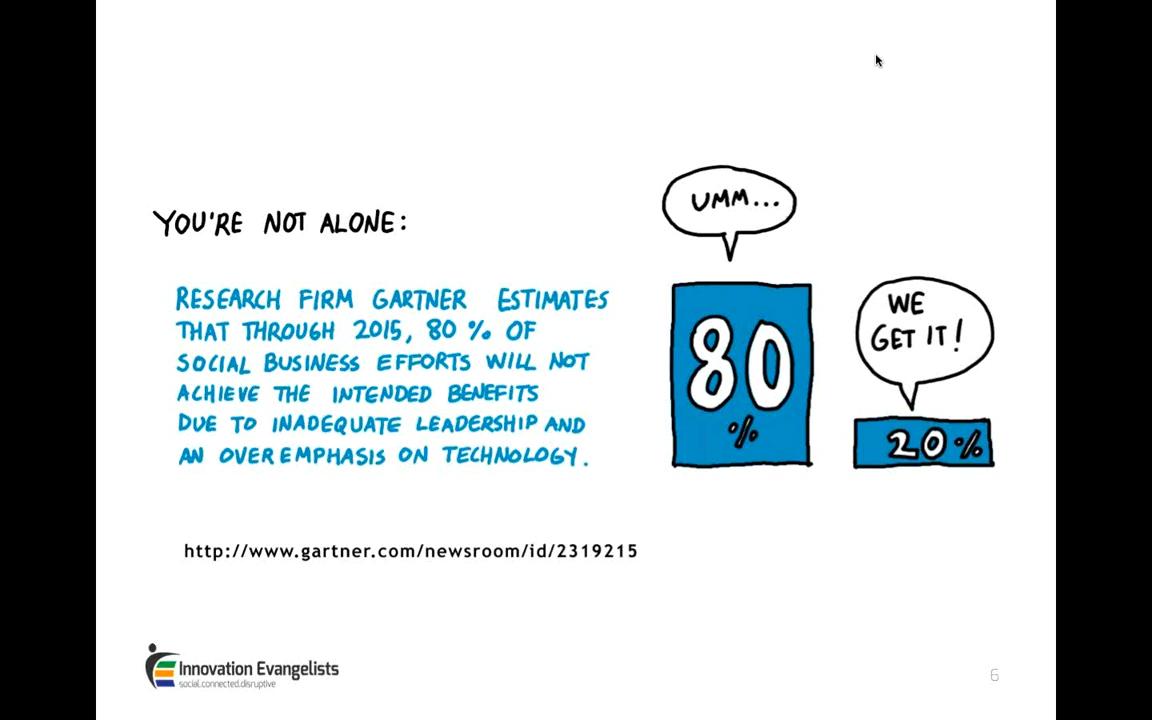 UMM...
YOU'RE NOT ALONE:
WE
GET IT!
RESEARCH FIRM GARTNER ESTIMATES
THAT THROUGH 2015, 80 % OF
SOCIAL BUSINESS EFFORTS WILL NOT
ACHIEVE THE INTENDED BENEFITS
DUE TO INADEQUATE LEADERSHIP AND
AN OVEREMPHASIS ON TECHNOLOGY.
80
%
20%
http://www.gartner.com/newsroom/id/2319215
Innovation Evangelists
social.connected.disruptive
6